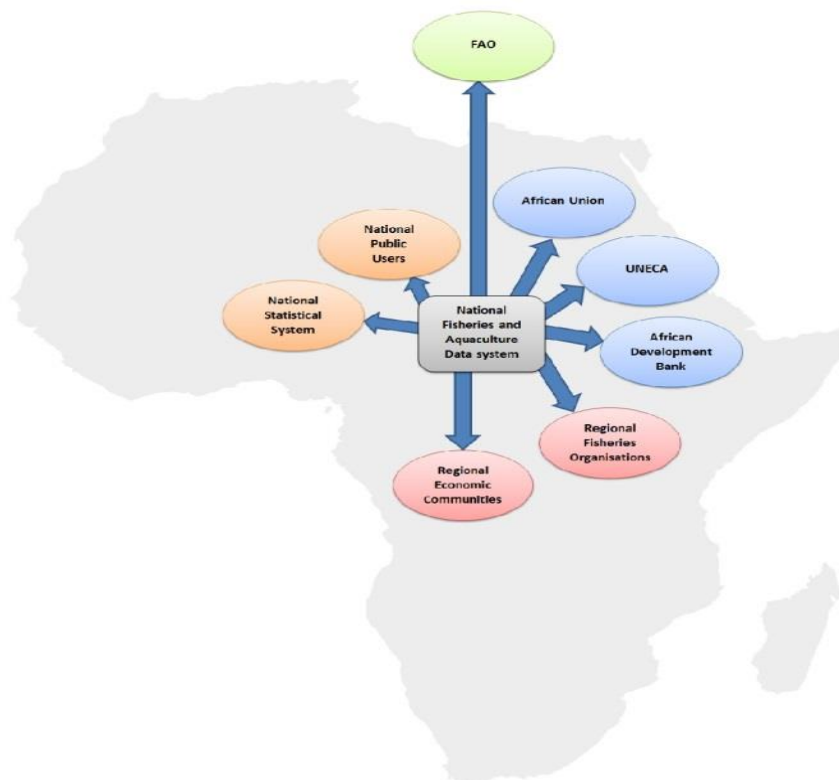 FAO
African Union
National
Public
Users
UNECA
National
Statistical
System
National
Fisheries and
Aquaculture
Data system
African
Development
Bank
Regional
Fisheries
Organisations
Regional
Economic
Communities